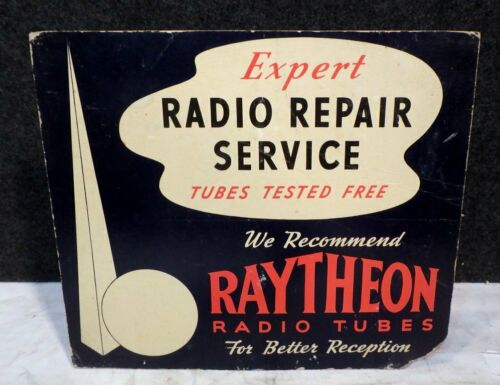 Expert
RADIO REPAIR
SERVICE
TUBES TESTED FREE
We Recommend
RAYTHEON
RADIO TUBES
For Better Reception